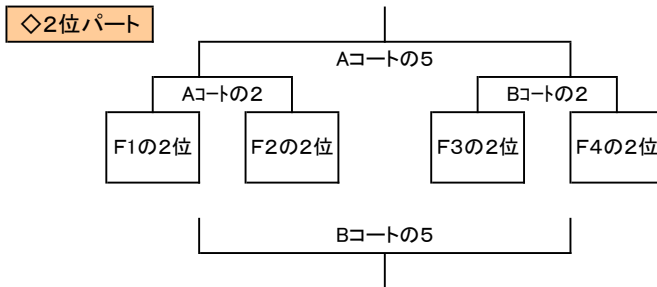 ◇２位パート
Aコートの５
Aコートの２
Bコートの２
F１の２位
F２の２位
F３の２位
F４の２位
Bコートの５